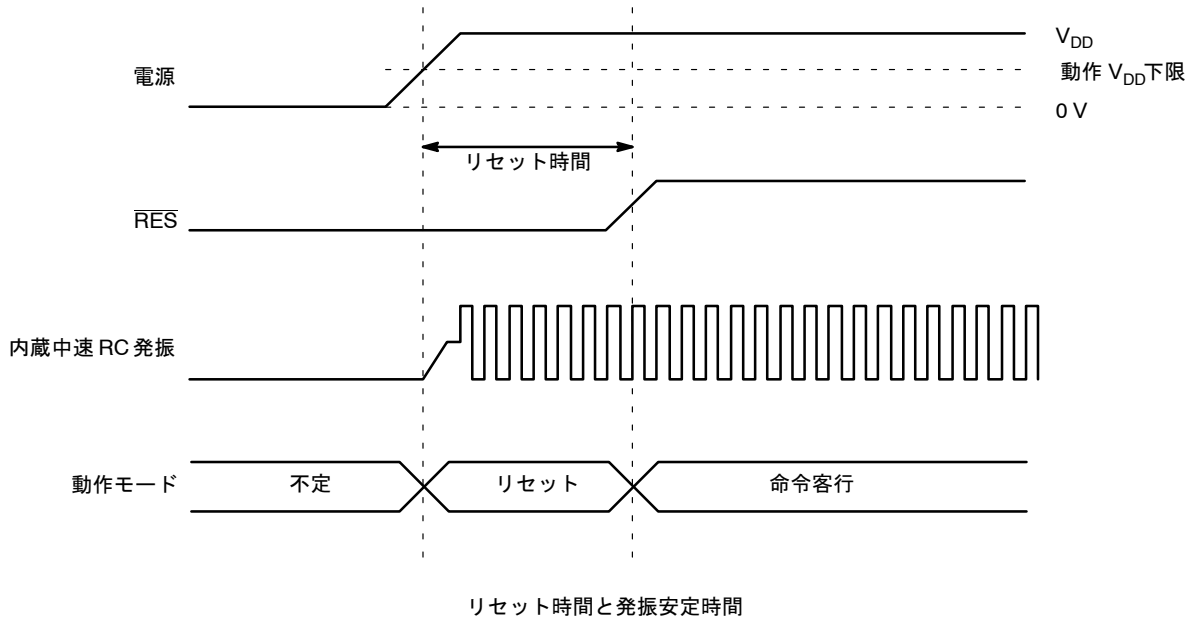 V_DD
電源
動作 V_DD下限
0 V
リセット時間
RES
内蔵中速 RC 発振
動作モード
不定
リセット
命令客行
リセット時間と発振安定時間